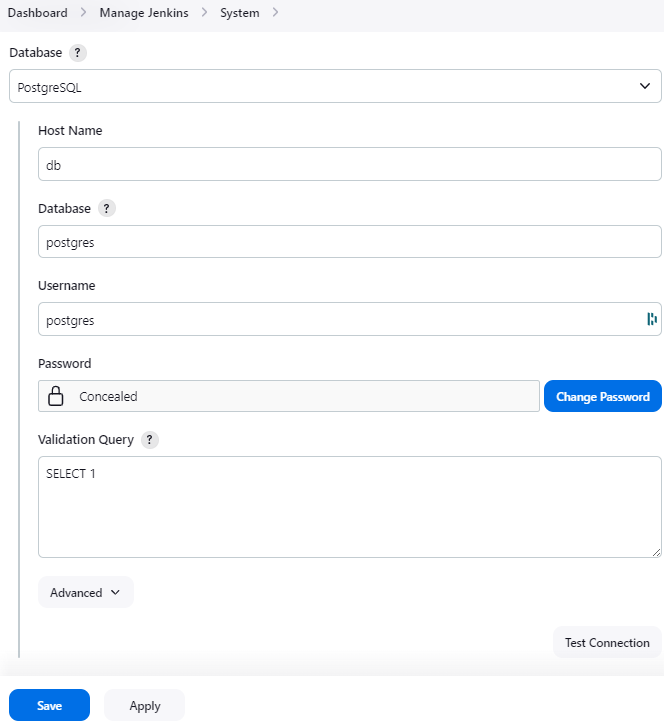 Dashboard > Manage Jenkins > System >
Database ?
PostgreSQL
Host Name
db
Database ?
postgres
Username
postgres
Password
Concealed Change Password
Validation Query ?
SELECT 1
Advanced
Test Connection
Save Apply